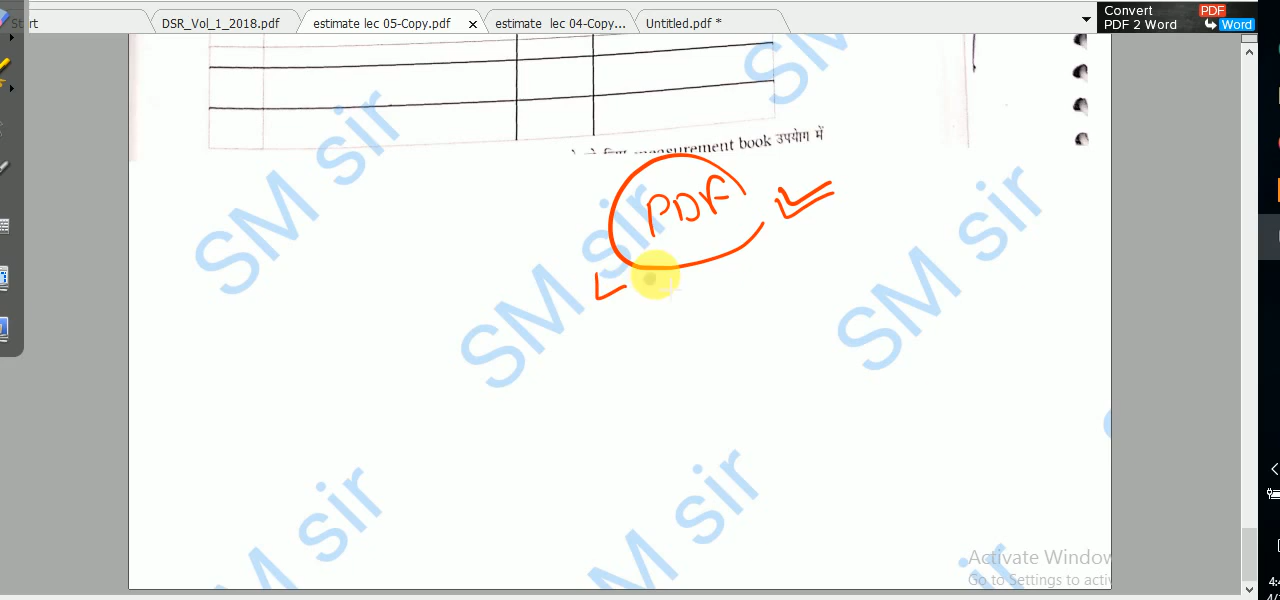 Start
DSR_Vol_1_2018.pdf
estimate lec 05-Copy.pdf
estimate lec 04-Copy...
Untitled.pdf *
Convert PDF
PDF 2 Word Word
measurement book उपयोग में
PDF
SM sir
SM sir
SM sir
SM
SM sir
SM sir
sir
Activate Window
Go to Settings to activ